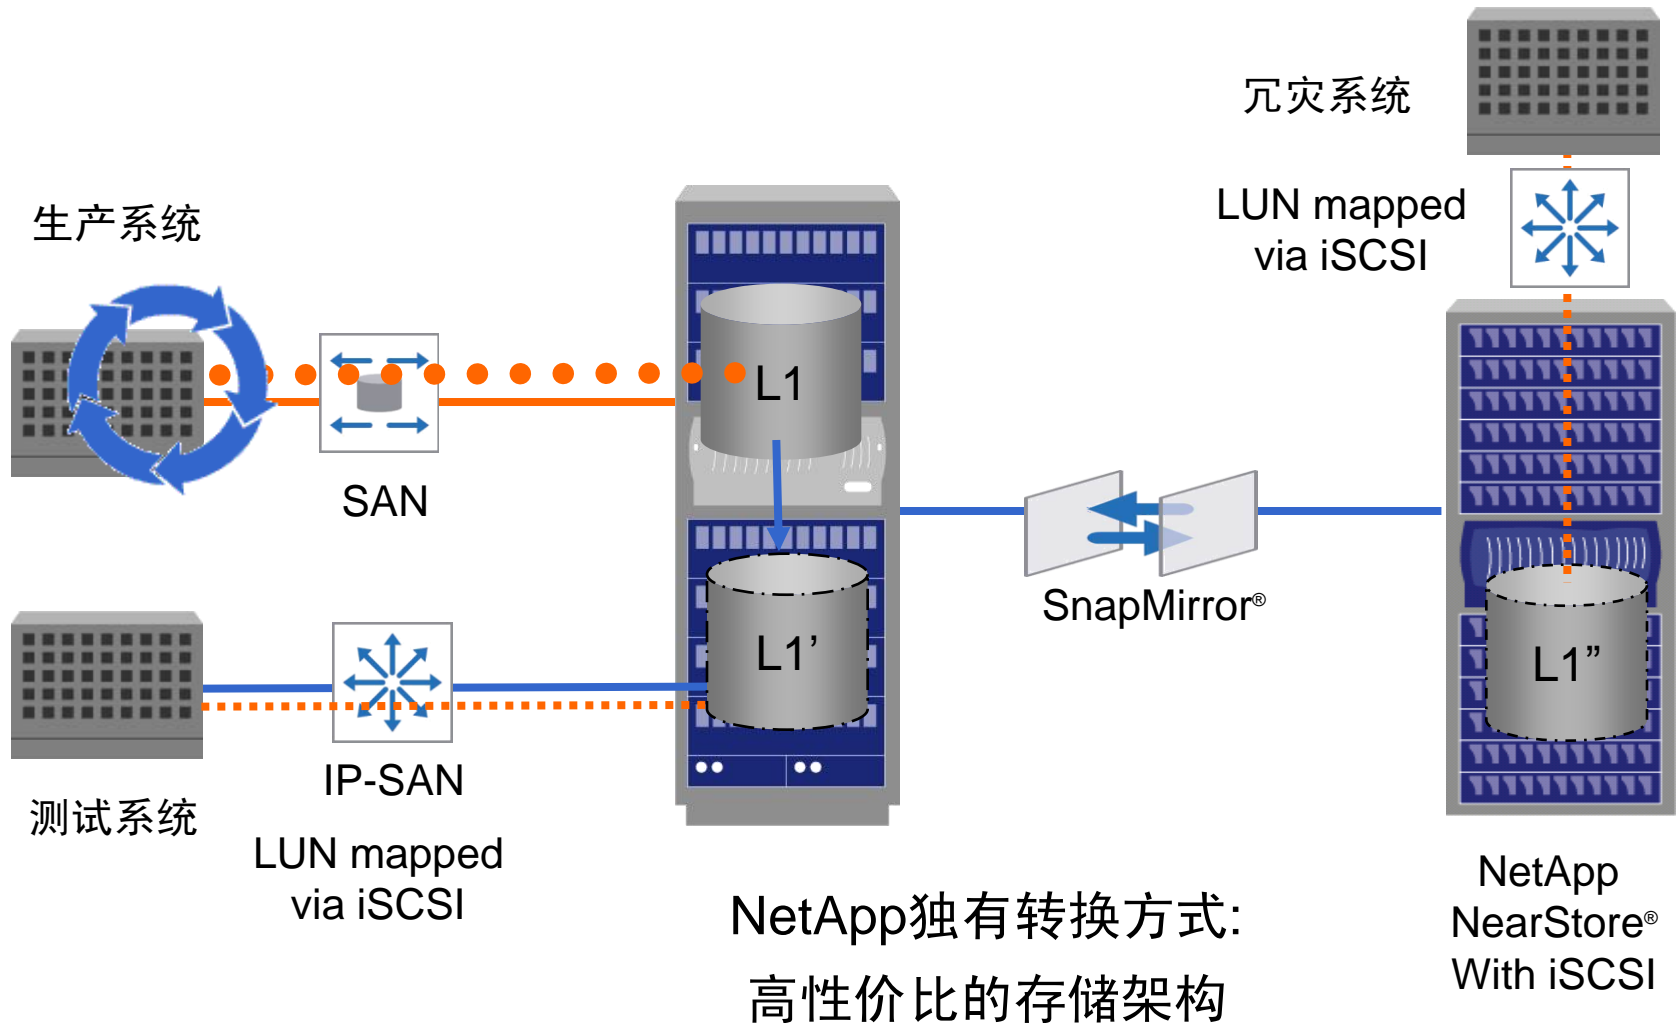 冗灾系统
LUN mapped
via iSCSI
生产系统
L1
SAN
SnapMirror®
L1’
L1”
IP-SAN
测试系统
LUN mapped
via iSCSI
NetApp独有转换方式:
高性价比的存储架构
NetApp
NearStore®
With iSCSI